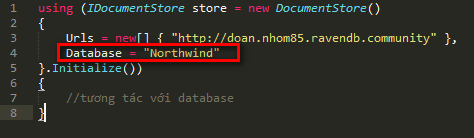 1 using (IDocumentStore store = new DocumentStore()
2 {
3 Urls = new[] { "http://doan.nhom85.ravendb.community" },
4 Database = "Northwind"
5 }.Initialize())
6 {
7 //tương tác với database
8 }